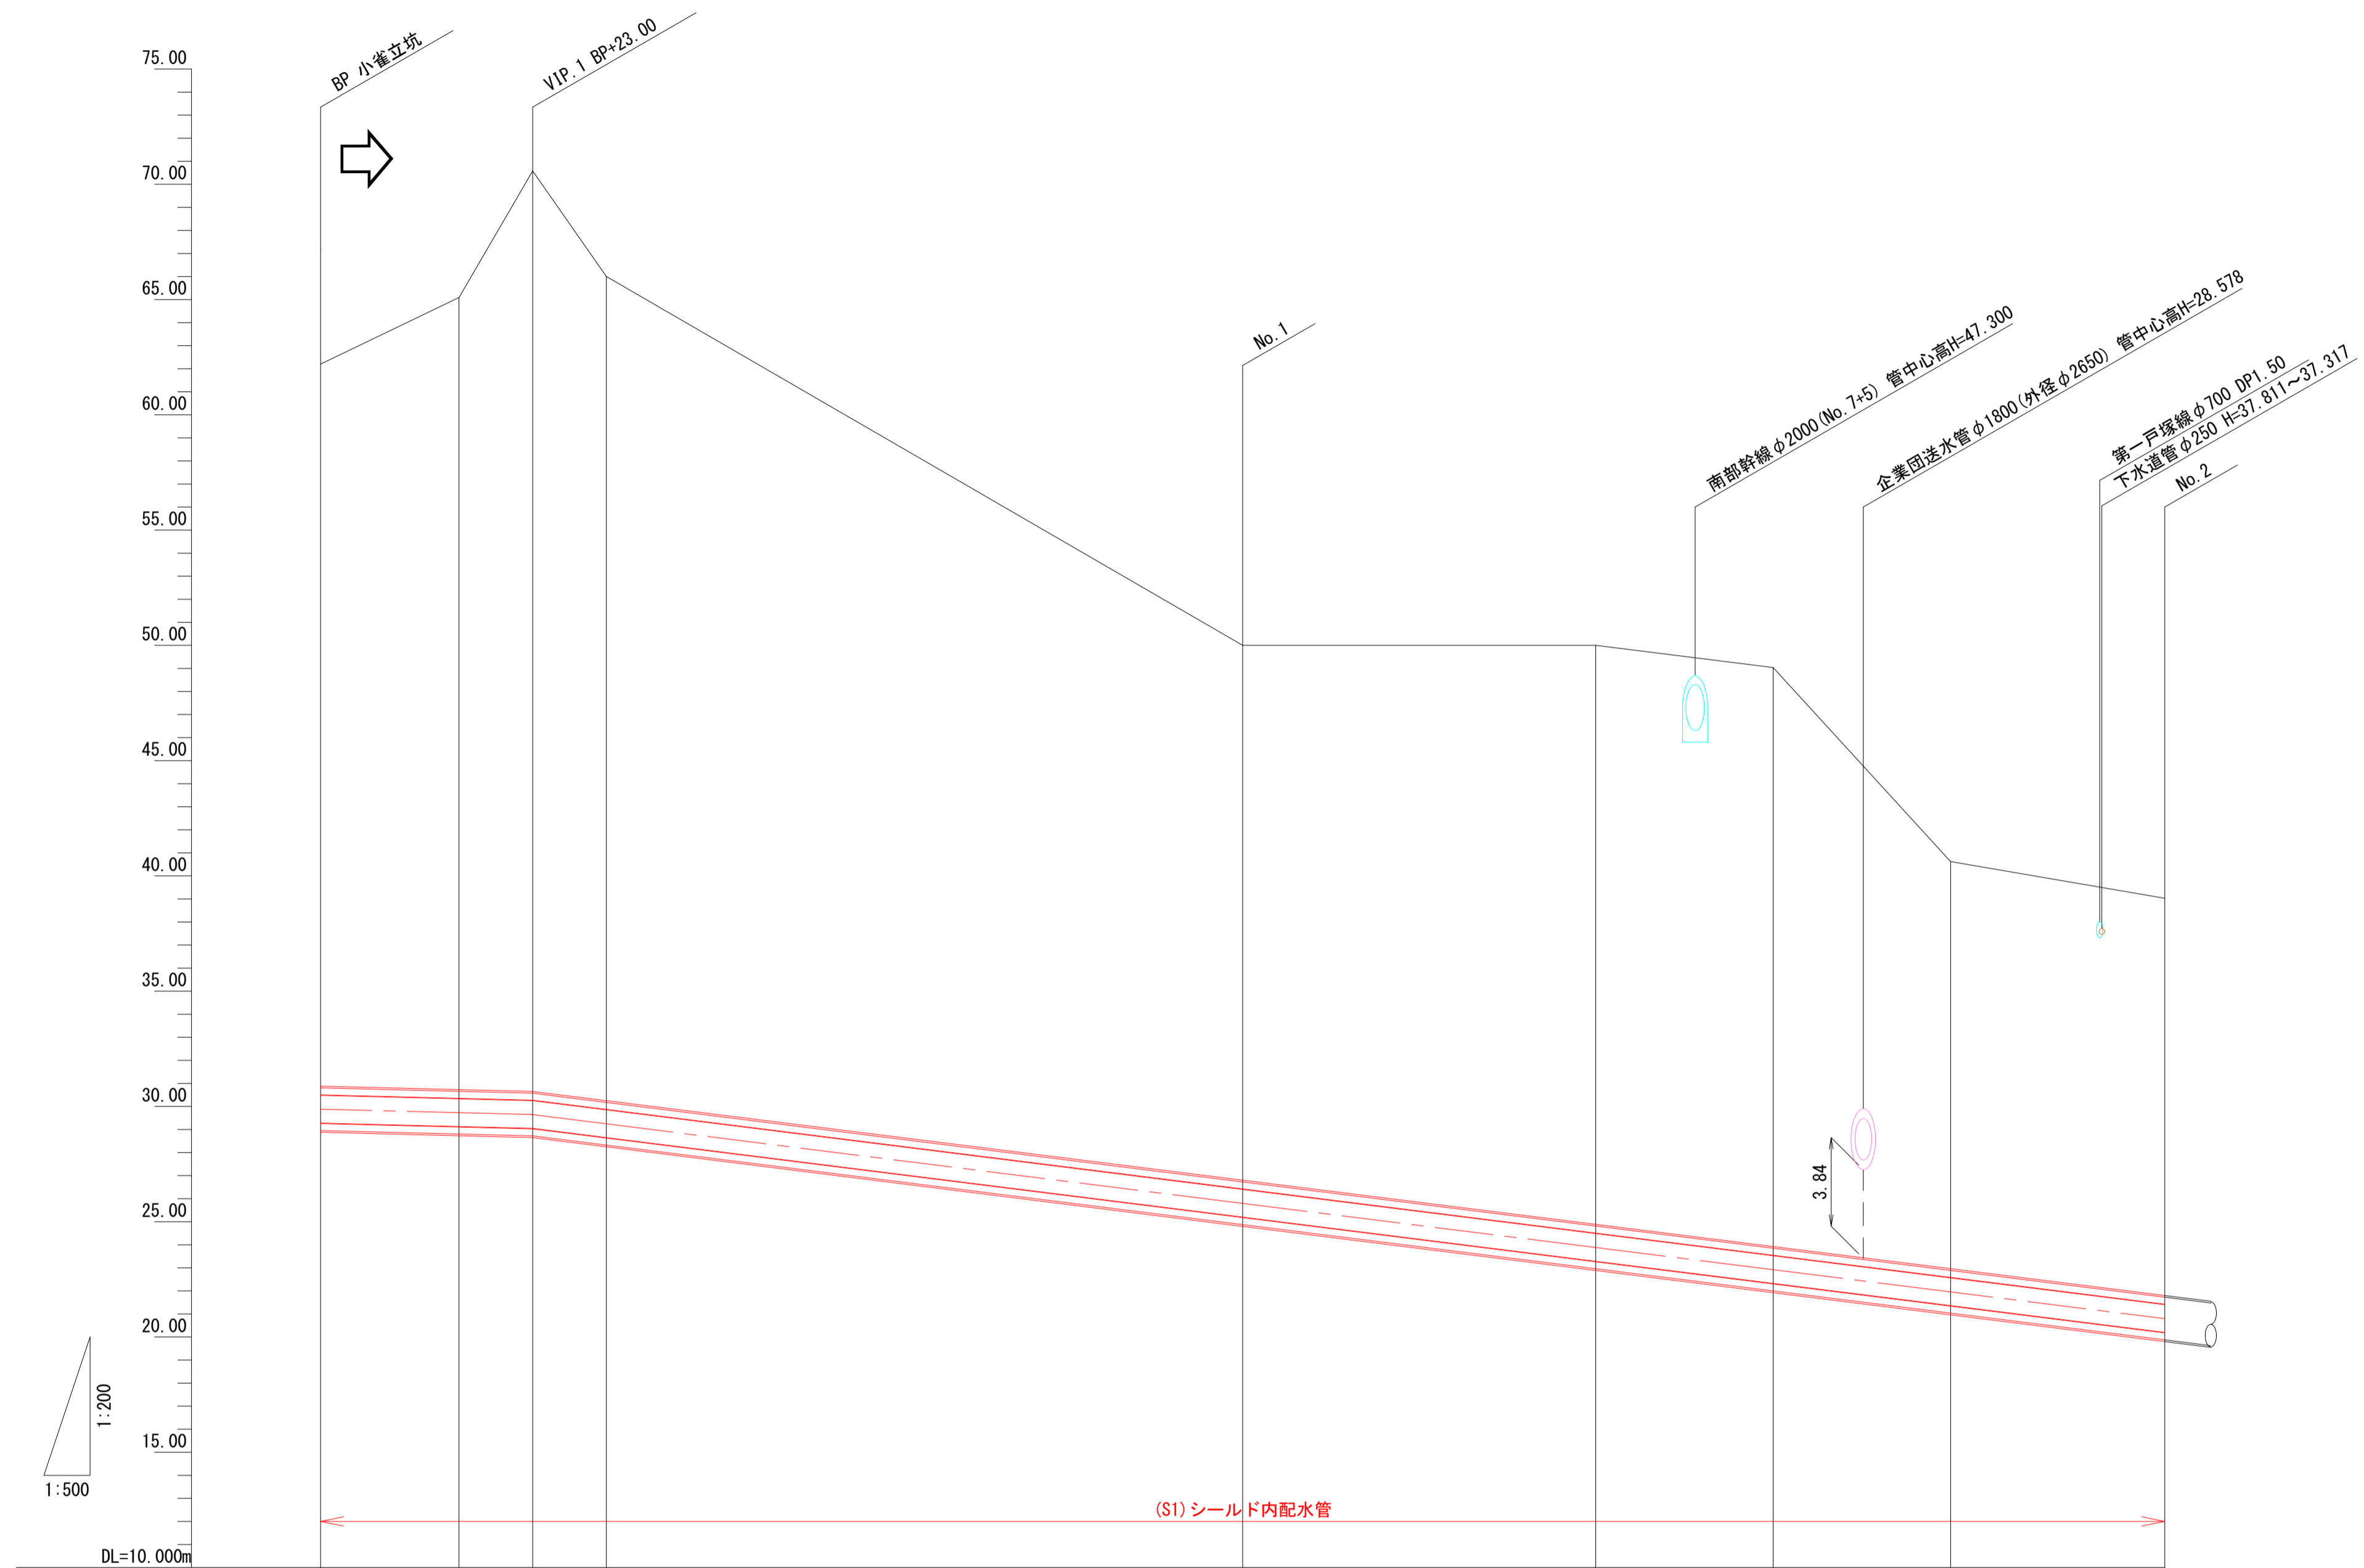 BP 小雀立坑
VIP.1 BP+23.00
75.00
70.00
65.00
60.00
55.00
50.00
45.00
40.00
35.00
30.00
25.00
20.00
15.00
DL=10.000m
No.1
南部幹線φ2000(No.7+5) 管中心高H=47.300
企業団送水管φ1800(外径φ2650) 管中心高H=28.578
第一戸塚線φ700 DP1.50
下水道管φ250 H=37.811～37.317
No.2
3.84
1:200
1:500
(S1)シールド内配水管